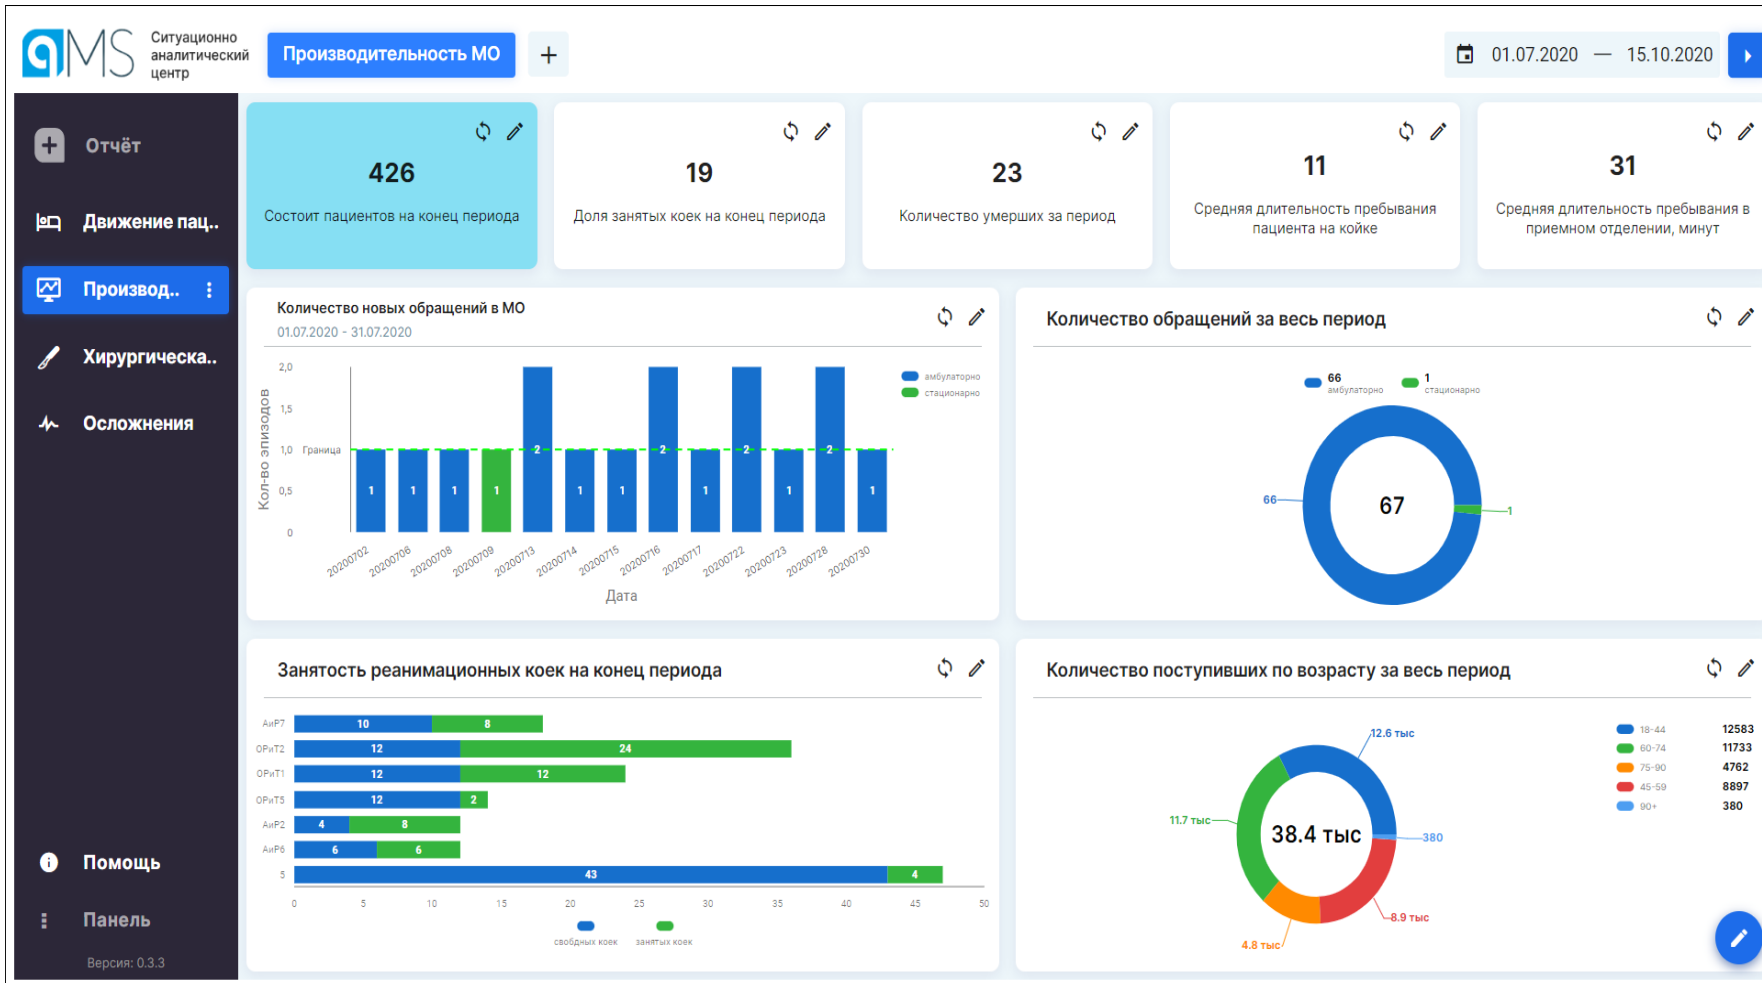 qMS
Ситуационно
аналитический
центр
Производительность МО
+
01.07.2020 — 15.10.2020
Отчёт
Движение пац..
Производ..
Хирургическа..
Осложнения
Помощь
Панель
Версия: 0.3.3
426
Состоит пациентов на конец периода
19
Доля занятых коек на конец периода
23
Количество умерших за период
11
Средняя длительность пребывания
пациента на койке
31
Средняя длительность пребывания в
приемном отделении, минут
Количество новых обращений в МО
01.07.2020 - 31.07.2020
Кол-во эпизодов
2,0
1,5
1,0
0,5
0
Граница
1 1 1 1 2 1 1 2 1 2 1 2 1
20200702 20200706 20200708 20200709 20200713 20200714 20200715 20200716 20200717 20200722 20200723 20200728 20200730
Дата
амбулаторно
стационарно
Количество обращений за весь период
66
амбулаторно
1
стационарно
66
67
1
Занятость реанимационных коек на конец периода
АиР7 10 8
ОРиТ2 12 24
ОРиТ1 12 12
ОРиТ5 12 2
АиР2 4 8
АиР6 6 6
5 43 4
0 5 10 15 20 25 30 35 40 45 50
свобдных коек
занятых коек
Количество поступивших по возрасту за весь период
12.6 тыс
11.7 тыс
38.4 тыс
380
8.9 тыс
4.8 тыс
18-44 12583
60-74 11733
75-90 4762
45-59 8897
90+ 380